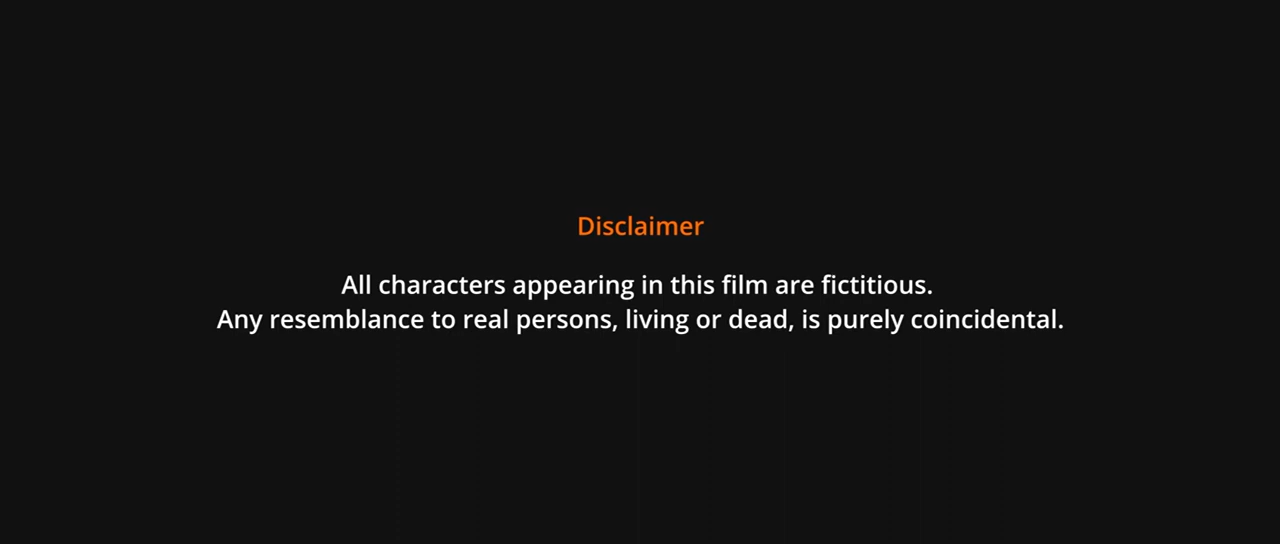 Disclaimer
All characters appearing in this film are fictitious.
Any resemblance to real persons, living or dead, is purely coincidental.